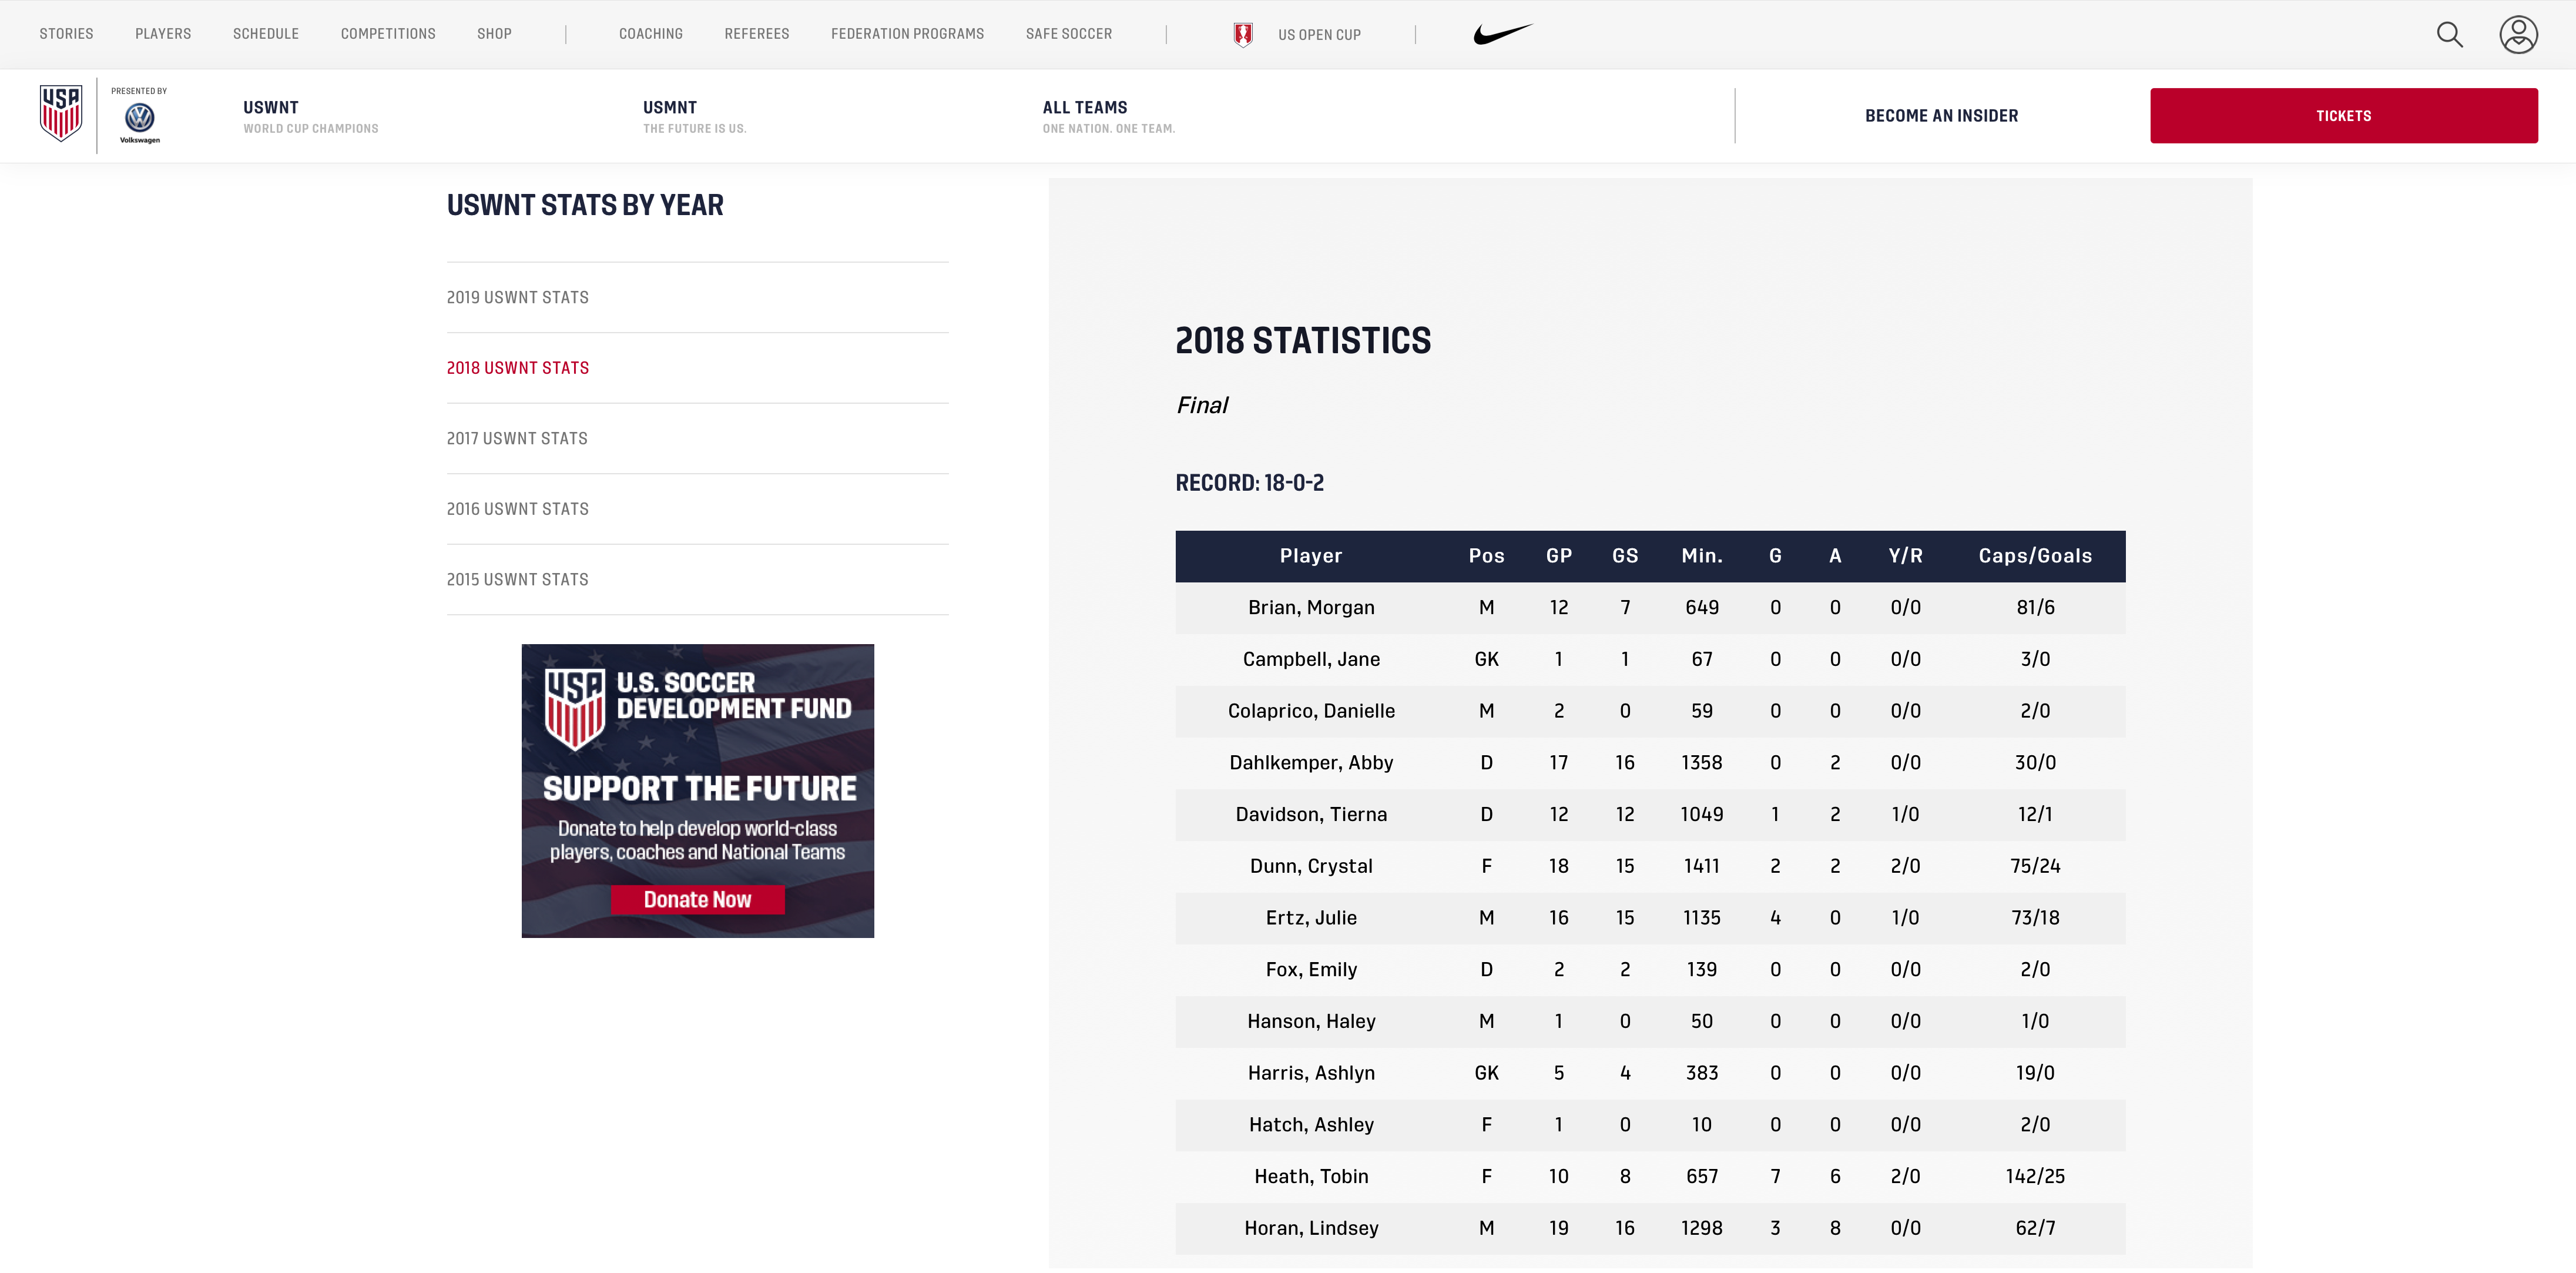 STORIES PLAYERS SCHEDULE COMPETITIONS SHOP COACHING REFEREES FEDERATION PROGRAMS SAFE SOCCER US OPEN CUP
USA
PRESENTED BY
Volkswagen
USWNT
WORLD CUP CHAMPIONS
USMNT
THE FUTURE IS US.
ALL TEAMS
ONE NATION. ONE TEAM.
BECOME AN INSIDER
TICKETS
USWNT STATS BY YEAR
2019 USWNT STATS
2018 USWNT STATS
2017 USWNT STATS
2016 USWNT STATS
2015 USWNT STATS
USA
U.S. SOCCER
DEVELOPMENT FUND
SUPPORT THE FUTURE
Donate to help develop world-class
players, coaches and National Teams
Donate Now
2018 STATISTICS
Final
RECORD: 18-0-2
Player Pos GP GS Min. G A Y/R Caps/Goals
Brian, Morgan M 12 7 649 0 0 0/0 81/6
Campbell, Jane GK 1 1 67 0 0 0/0 3/0
Colaprico, Danielle M 2 0 59 0 0 0/0 2/0
Dahlkemper, Abby D 17 16 1358 0 2 0/0 30/0
Davidson, Tierna D 12 12 1049 1 2 1/0 12/1
Dunn, Crystal F 18 15 1411 2 2 2/0 75/24
Ertz, Julie M 16 15 1135 4 0 1/0 73/18
Fox, Emily D 2 2 139 0 0 0/0 2/0
Hanson, Haley M 1 0 50 0 0 0/0 1/0
Harris, Ashlyn GK 5 4 383 0 0 0/0 19/0
Hatch, Ashley F 1 0 10 0 0 0/0 2/0
Heath, Tobin F 10 8 657 7 6 2/0 142/25
Horan, Lindsey M 19 16 1298 3 8 0/0 62/7